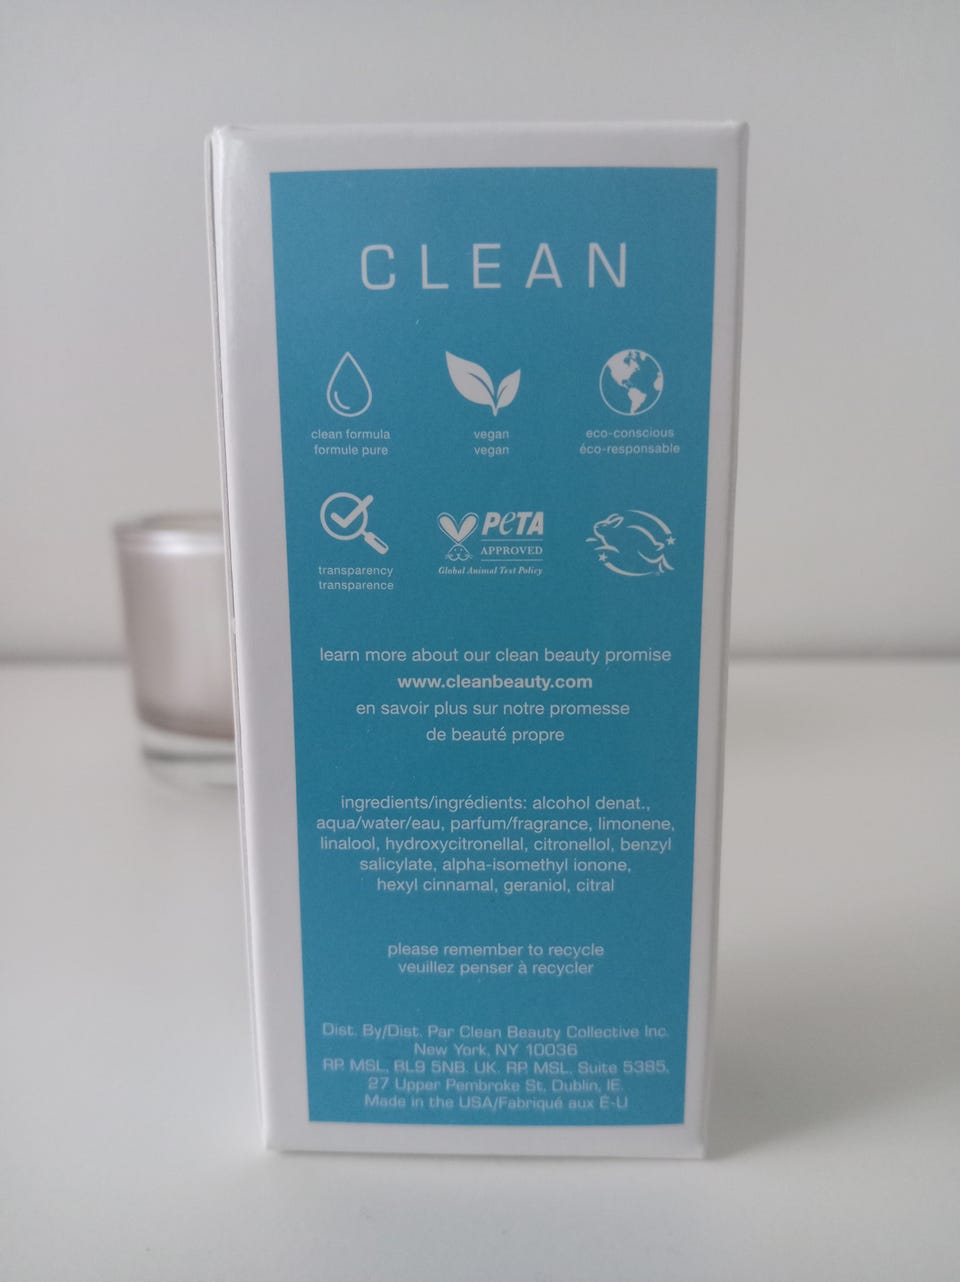 CLEAN
clean formula
formule pure
vegan
vegan
eco-conscious
éco-responsable
transparency
transparence
PETA
APPROVED
Global Animal Test Policy
learn more about our clean beauty promise
www.cleanbeauty.com
en savoir plus sur notre promesse
de beauté propre
ingredients/ingrédients: alcohol denat.,
aqua/water/eau, parfum/fragrance, limonene,
linalool, hydroxycitronellal, citronellol, benzyl
salicylate, alpha-isomethyl ionone,
hexyl cinnamal, geraniol, citral
please remember to recycle
veuillez penser à recycler
Dist. By/Dist. Par Clean Beauty Collective Inc.
New York, NY 10036
RP. MSL, BL9 5NB. UK. RP. MSL, Suite 5385,
27 Upper Pembroke St, Dublin, IE.
Made in the USA/Fabriqué aux É-U